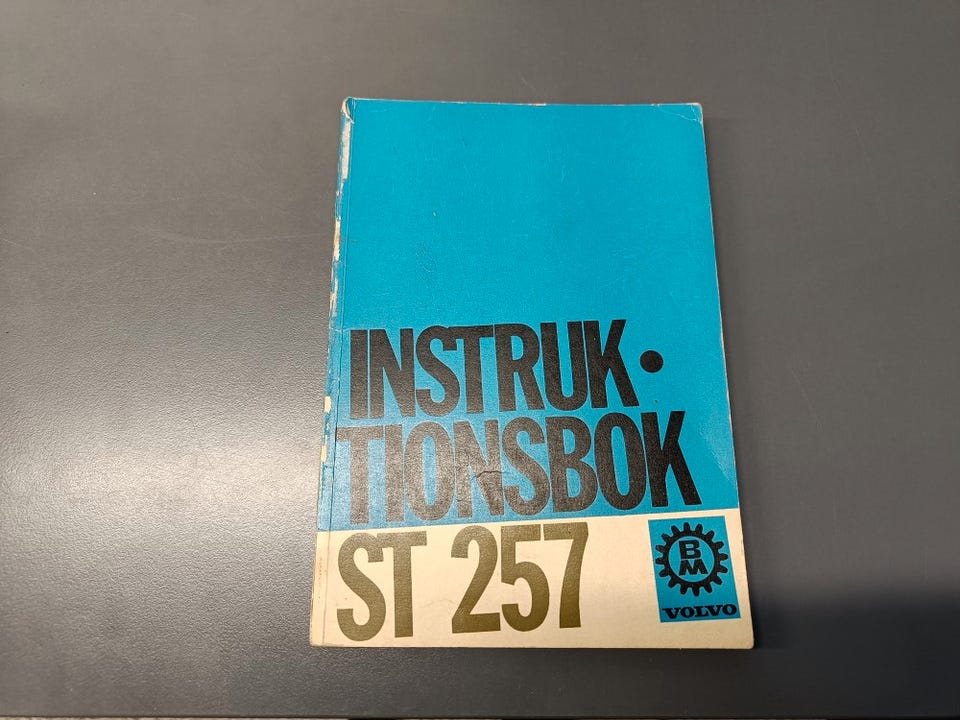 INSTRUK•
TIONSBOK
ST 257
BM
VOLVO